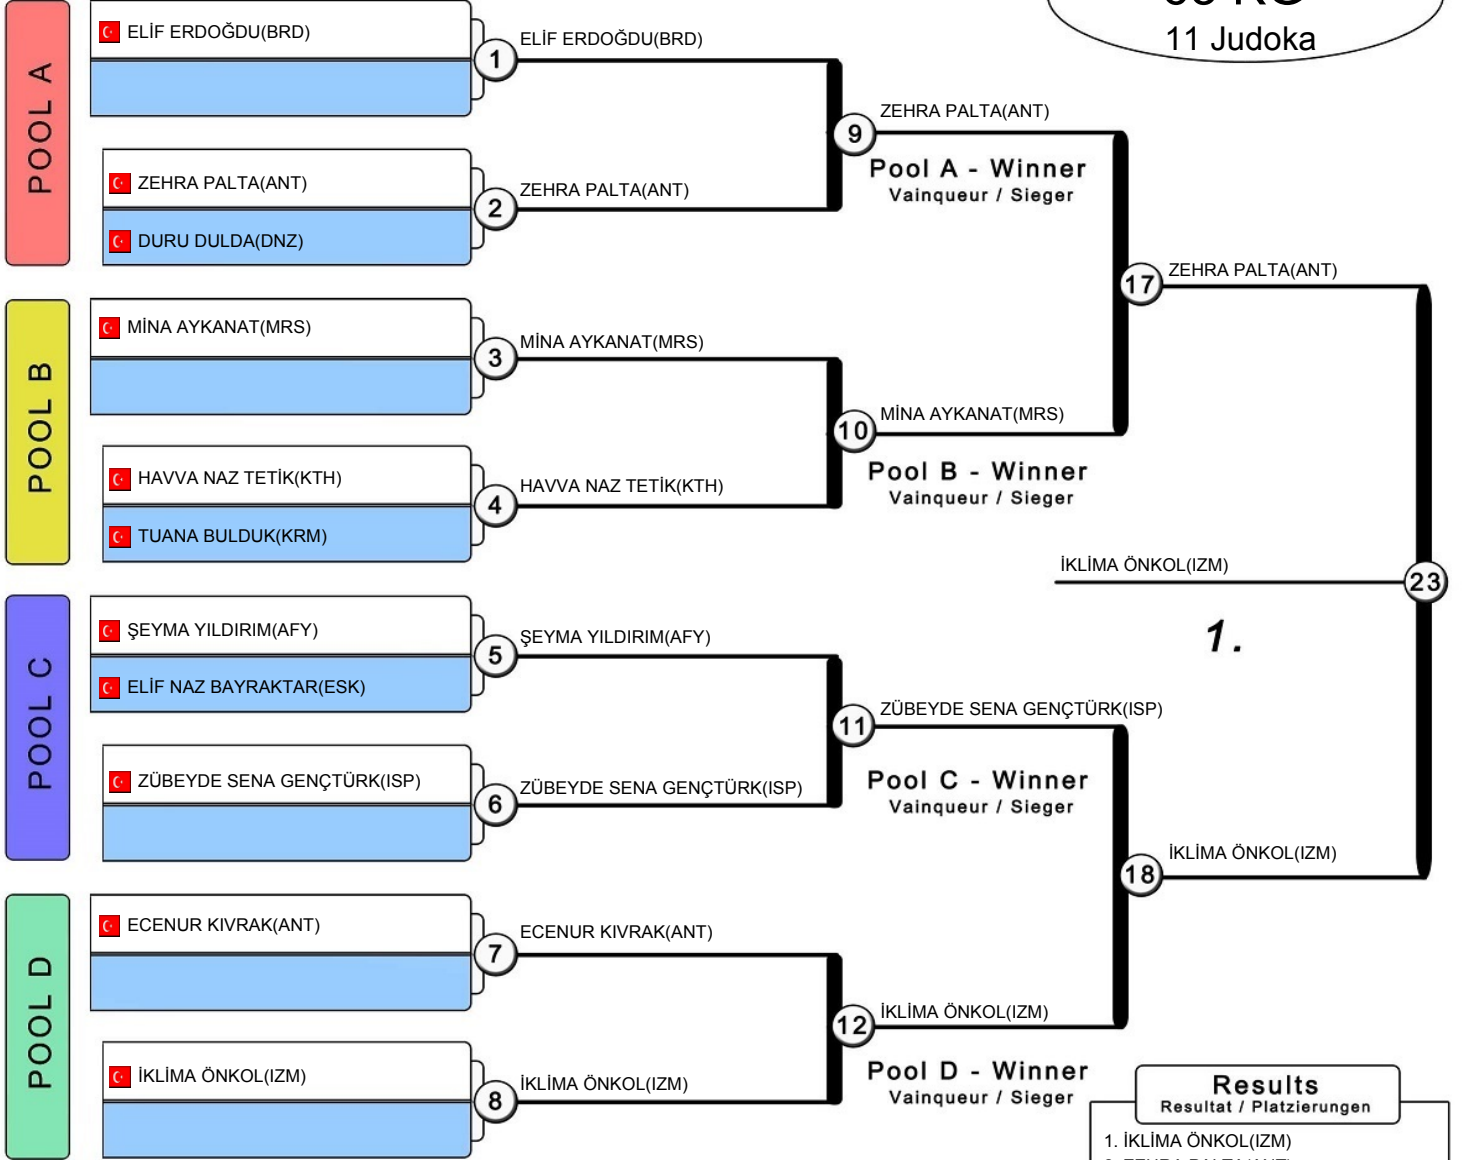 11 Judoka
POOL A
ELİF ERDOĞDU(BRD)
1
ELİF ERDOĞDU(BRD)
ZEHRA PALTA(ANT)
DURU DULDA(DNZ)
2
ZEHRA PALTA(ANT)
9
ZEHRA PALTA(ANT)
Pool A - Winner
Vainqueur / Sieger
POOL B
MİNA AYKANAT(MRS)
3
MİNA AYKANAT(MRS)
HAVVA NAZ TETİK(KTH)
TUANA BULDUK(KRM)
4
HAVVA NAZ TETİK(KTH)
10
MİNA AYKANAT(MRS)
Pool B - Winner
Vainqueur / Sieger
17
ZEHRA PALTA(ANT)
POOL C
ŞEYMA YILDIRIM(AFY)
ELİF NAZ BAYRAKTAR(ESK)
5
ŞEYMA YILDIRIM(AFY)
ZÜBEYDE SENA GENÇTÜRK(ISP)
6
ZÜBEYDE SENA GENÇTÜRK(ISP)
11
ZÜBEYDE SENA GENÇTÜRK(ISP)
Pool C - Winner
Vainqueur / Sieger
POOL D
ECENUR KIVRAK(ANT)
7
ECENUR KIVRAK(ANT)
İKLİMA ÖNKOL(IZM)
8
İKLİMA ÖNKOL(IZM)
12
İKLİMA ÖNKOL(IZM)
Pool D - Winner
Vainqueur / Sieger
18
İKLİMA ÖNKOL(IZM)
İKLİMA ÖNKOL(IZM)
23
1.
Results
Resultat / Platzierungen
1. İKLİMA ÖNKOL(IZM)